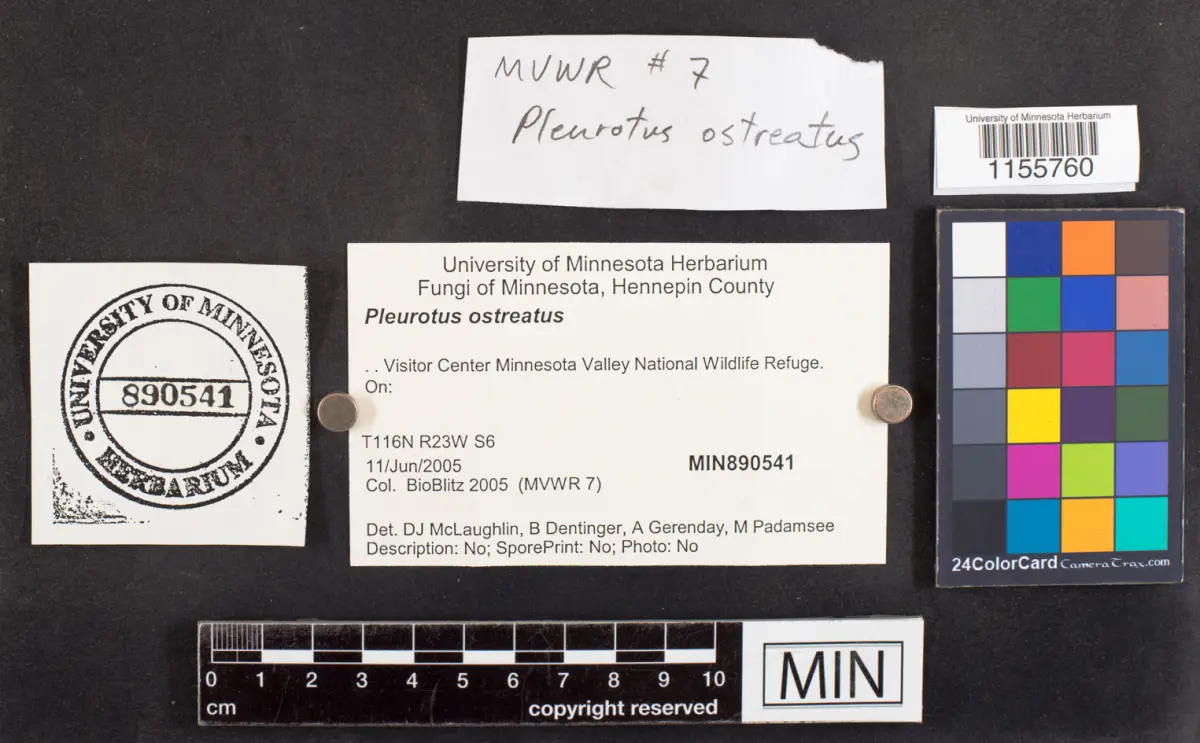 MVWR # 7
Pleurotus ostreatus
University of Minnesota Herbarium
1155760
UNIVERSITY OF MINNESOTA
890541
• HERBARIUM •
University of Minnesota Herbarium
Fungi of Minnesota, Hennepin County
Pleurotus ostreatus
. . Visitor Center Minnesota Valley National Wildlife Refuge.
On:
T116N R23W S6
11/Jun/2005
MIN890541
Col. BioBlitz 2005 (MVWR 7)
Det. DJ McLaughlin, B Dentinger, A Gerenday, M Padamsee
Description: No; SporePrint: No; Photo: No
24ColorCard CameraTrax.com
0 1 2 3 4 5 6 7 8 9 10
cm copyright reserved
MIN